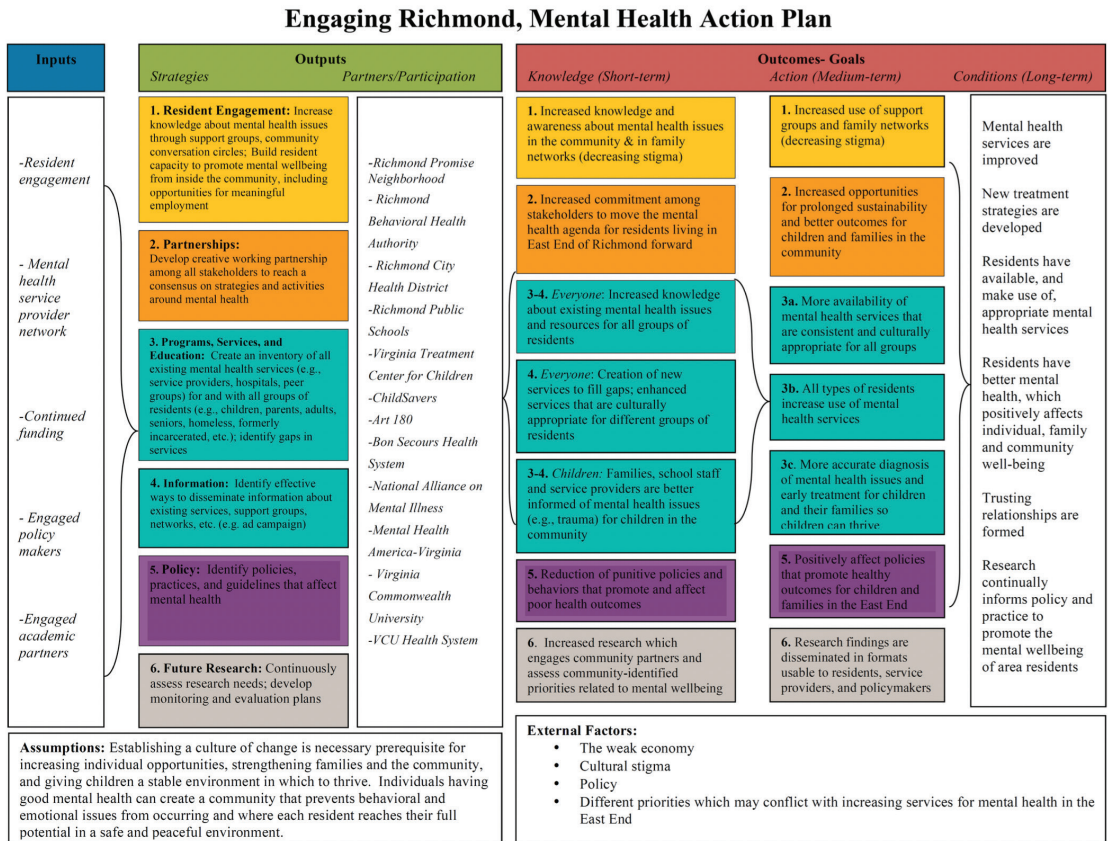 Engaging Richmond, Mental Health Action Plan
Inputs
Outputs
Strategies
Partners/Participation
Outcomes- Goals
Knowledge (Short-term)
Action (Medium-term)
Conditions (Long-term)
-Resident
engagement
- Mental
health
service
provider
network
-Continued
funding
- Engaged
policy
makers
-Engaged
academic
partners
1. Resident Engagement: Increase
knowledge about mental health issues
through support groups, community
conversation circles; Build resident
capacity to promote mental wellbeing
from inside the community, including
opportunities for meaningful
employment
2. Partnerships:
Develop creative working partnership
among all stakeholders to reach a
consensus on strategies and activities
around mental health
3. Programs, Services, and
Education: Create an inventory of all
existing mental health services (e.g.,
service providers, hospitals, peer
groups) for and with all groups of
residents (e.g., children, parents, adults,
seniors, homeless, formerly
incarcerated, etc.); identify gaps in
services
4. Information: Identify effective
ways to disseminate information about
existing services, support groups,
networks, etc. (e.g. ad campaign)
5. Policy: Identify policies,
practices, and guidelines that affect
mental health
6. Future Research: Continuously
assess research needs; develop
monitoring and evaluation plans
-Richmond Promise
Neighborhood
- Richmond
Behavioral Health
Authority
- Richmond City
Health District
-Richmond Public
Schools
-Virginia Treatment
Center for Children
-ChildSavers
-Art 180
-Bon Secours Health
System
-National Alliance on
Mental Illness
-Mental Health
America-Virginia
- Virginia
Commonwealth
University
-VCU Health System
1. Increased knowledge and
awareness about mental health issues
in the community & in family
networks (decreasing stigma)
2. Increased commitment among
stakeholders to move the mental
health agenda for residents living in
East End of Richmond forward
3-4. Everyone: Increased knowledge
about existing mental health issues
and resources for all groups of
residents
4. Everyone: Creation of new
services to fill gaps; enhanced
services that are culturally
appropriate for different groups of
residents
3-4. Children: Families, school staff
and service providers are better
informed of mental health issues
(e.g., trauma) for children in the
community
5. Reduction of punitive policies and
behaviors that promote and affect
poor health outcomes
6. Increased research which
engages community partners and
assess community-identified
priorities related to mental wellbeing
1. Increased use of support
groups and family networks
(decreasing stigma)
2. Increased opportunities
for prolonged sustainability
and better outcomes for
children and families in the
community
3a. More availability of
mental health services that
are consistent and culturally
appropriate for all groups
3b. All types of residents
increase use of mental
health services
3c. More accurate diagnosis
of mental health issues and
early treatment for children
and their families so
children can thrive
5. Positively affect policies
that promote healthy
outcomes for children and
families in the East End
6. Research findings are
disseminated in formats
usable to residents, service
providers, and policymakers
Mental health
services are
improved
New treatment
strategies are
developed
Residents have
available, and
make use of,
appropriate mental
health services
Residents have
better mental
health, which
positively affects
individual, family
and community
well-being
Trusting
relationships are
formed
Research
continually
informs policy and
practice to
promote the
mental wellbeing
of area residents
Assumptions: Establishing a culture of change is necessary prerequisite for
increasing individual opportunities, strengthening families and the community,
and giving children a stable environment in which to thrive. Individuals having
good mental health can create a community that prevents behavioral and
emotional issues from occurring and where each resident reaches their full
potential in a safe and peaceful environment.
External Factors:
• The weak economy
• Cultural stigma
• Policy
• Different priorities which may conflict with increasing services for mental health in the
East End